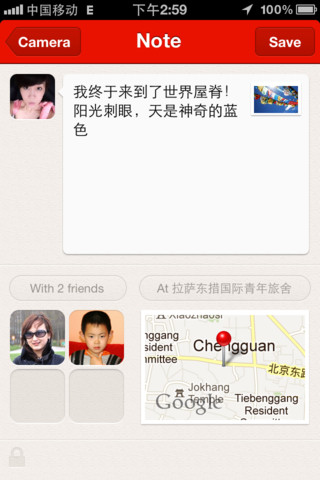 中国移动 E 下午2:59 100%
Camera
Note
Save
我终于来到了世界屋脊！
阳光刺眼，天是神奇的蓝
色
With 2 friends
At 拉萨东措国际青年旅舍
Chengguan
北京东路
Jokhang
Temple
Google
Tiebenggang
Resident
Committee
Resident
mmittee